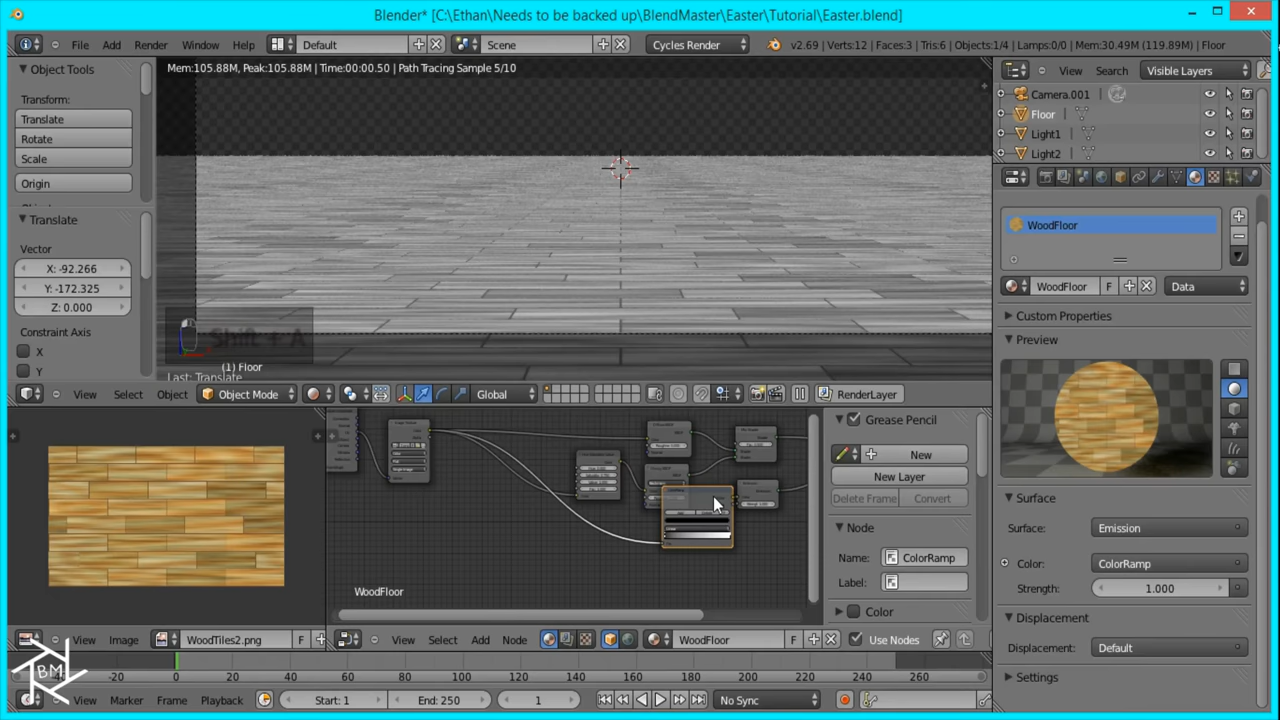 Blender* [C:\Ethan\Needs to be backed up\BlendMaster\Easter\Tutorial\Easter.blend]
File Add Render Window Help Default Scene Cycles Render v2.69 | Verts:12 | Faces:3 | Tris:6 | Objects:1/4 | Lamps:0/0 | Mem:30.49M (119.89M) | Floor
Object Tools
Transform:
Translate
Rotate
Scale
Origin
Translate
Vector
X: -92.266
Y: -172.325
Z: 0.000
Constraint Axis
X
Y
Mem:105.88M, Peak:105.88M | Time:00:00.50 | Path Tracing Sample 5/10
Shift + A
(1) Floor
Last: Translate
View Select Object Object Mode Global RenderLayer
View Search Visible Layers
Camera.001
Floor
Light1
Light2
WoodFloor
WoodFloor F Data
Custom Properties
Preview
Surface
Surface: Emission
Color: ColorRamp
Strength: 1.000
Displacement
Displacement: Default
Settings
WoodFloor
Grease Pencil
New
New Layer
Delete Frame Convert
Node
Name: ColorRamp
Label:
Color
View Image WoodTiles2.png F
View Select Add Node WoodFloor F Use Nodes
-20 0 20 40 60 80 100 120 140 160 180 200 220 240 260
View Marker Frame Playback Start: 1 End: 250 1 No Sync
BM